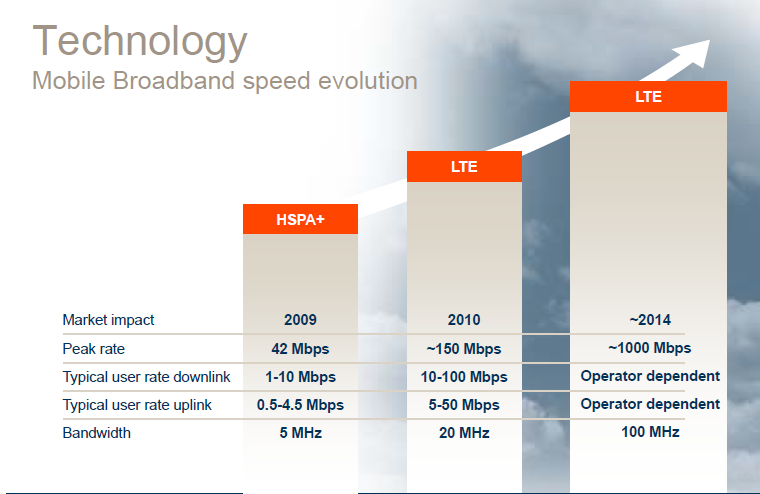 Technology
Mobile Broadband speed evolution
LTE
LTE
HSPA+
Market impact 2009 2010 ~2014
Peak rate 42 Mbps ~150 Mbps ~1000 Mbps
Typical user rate downlink 1-10 Mbps 10-100 Mbps Operator dependent
Typical user rate uplink 0.5-4.5 Mbps 5-50 Mbps Operator dependent
Bandwidth 5 MHz 20 MHz 100 MHz